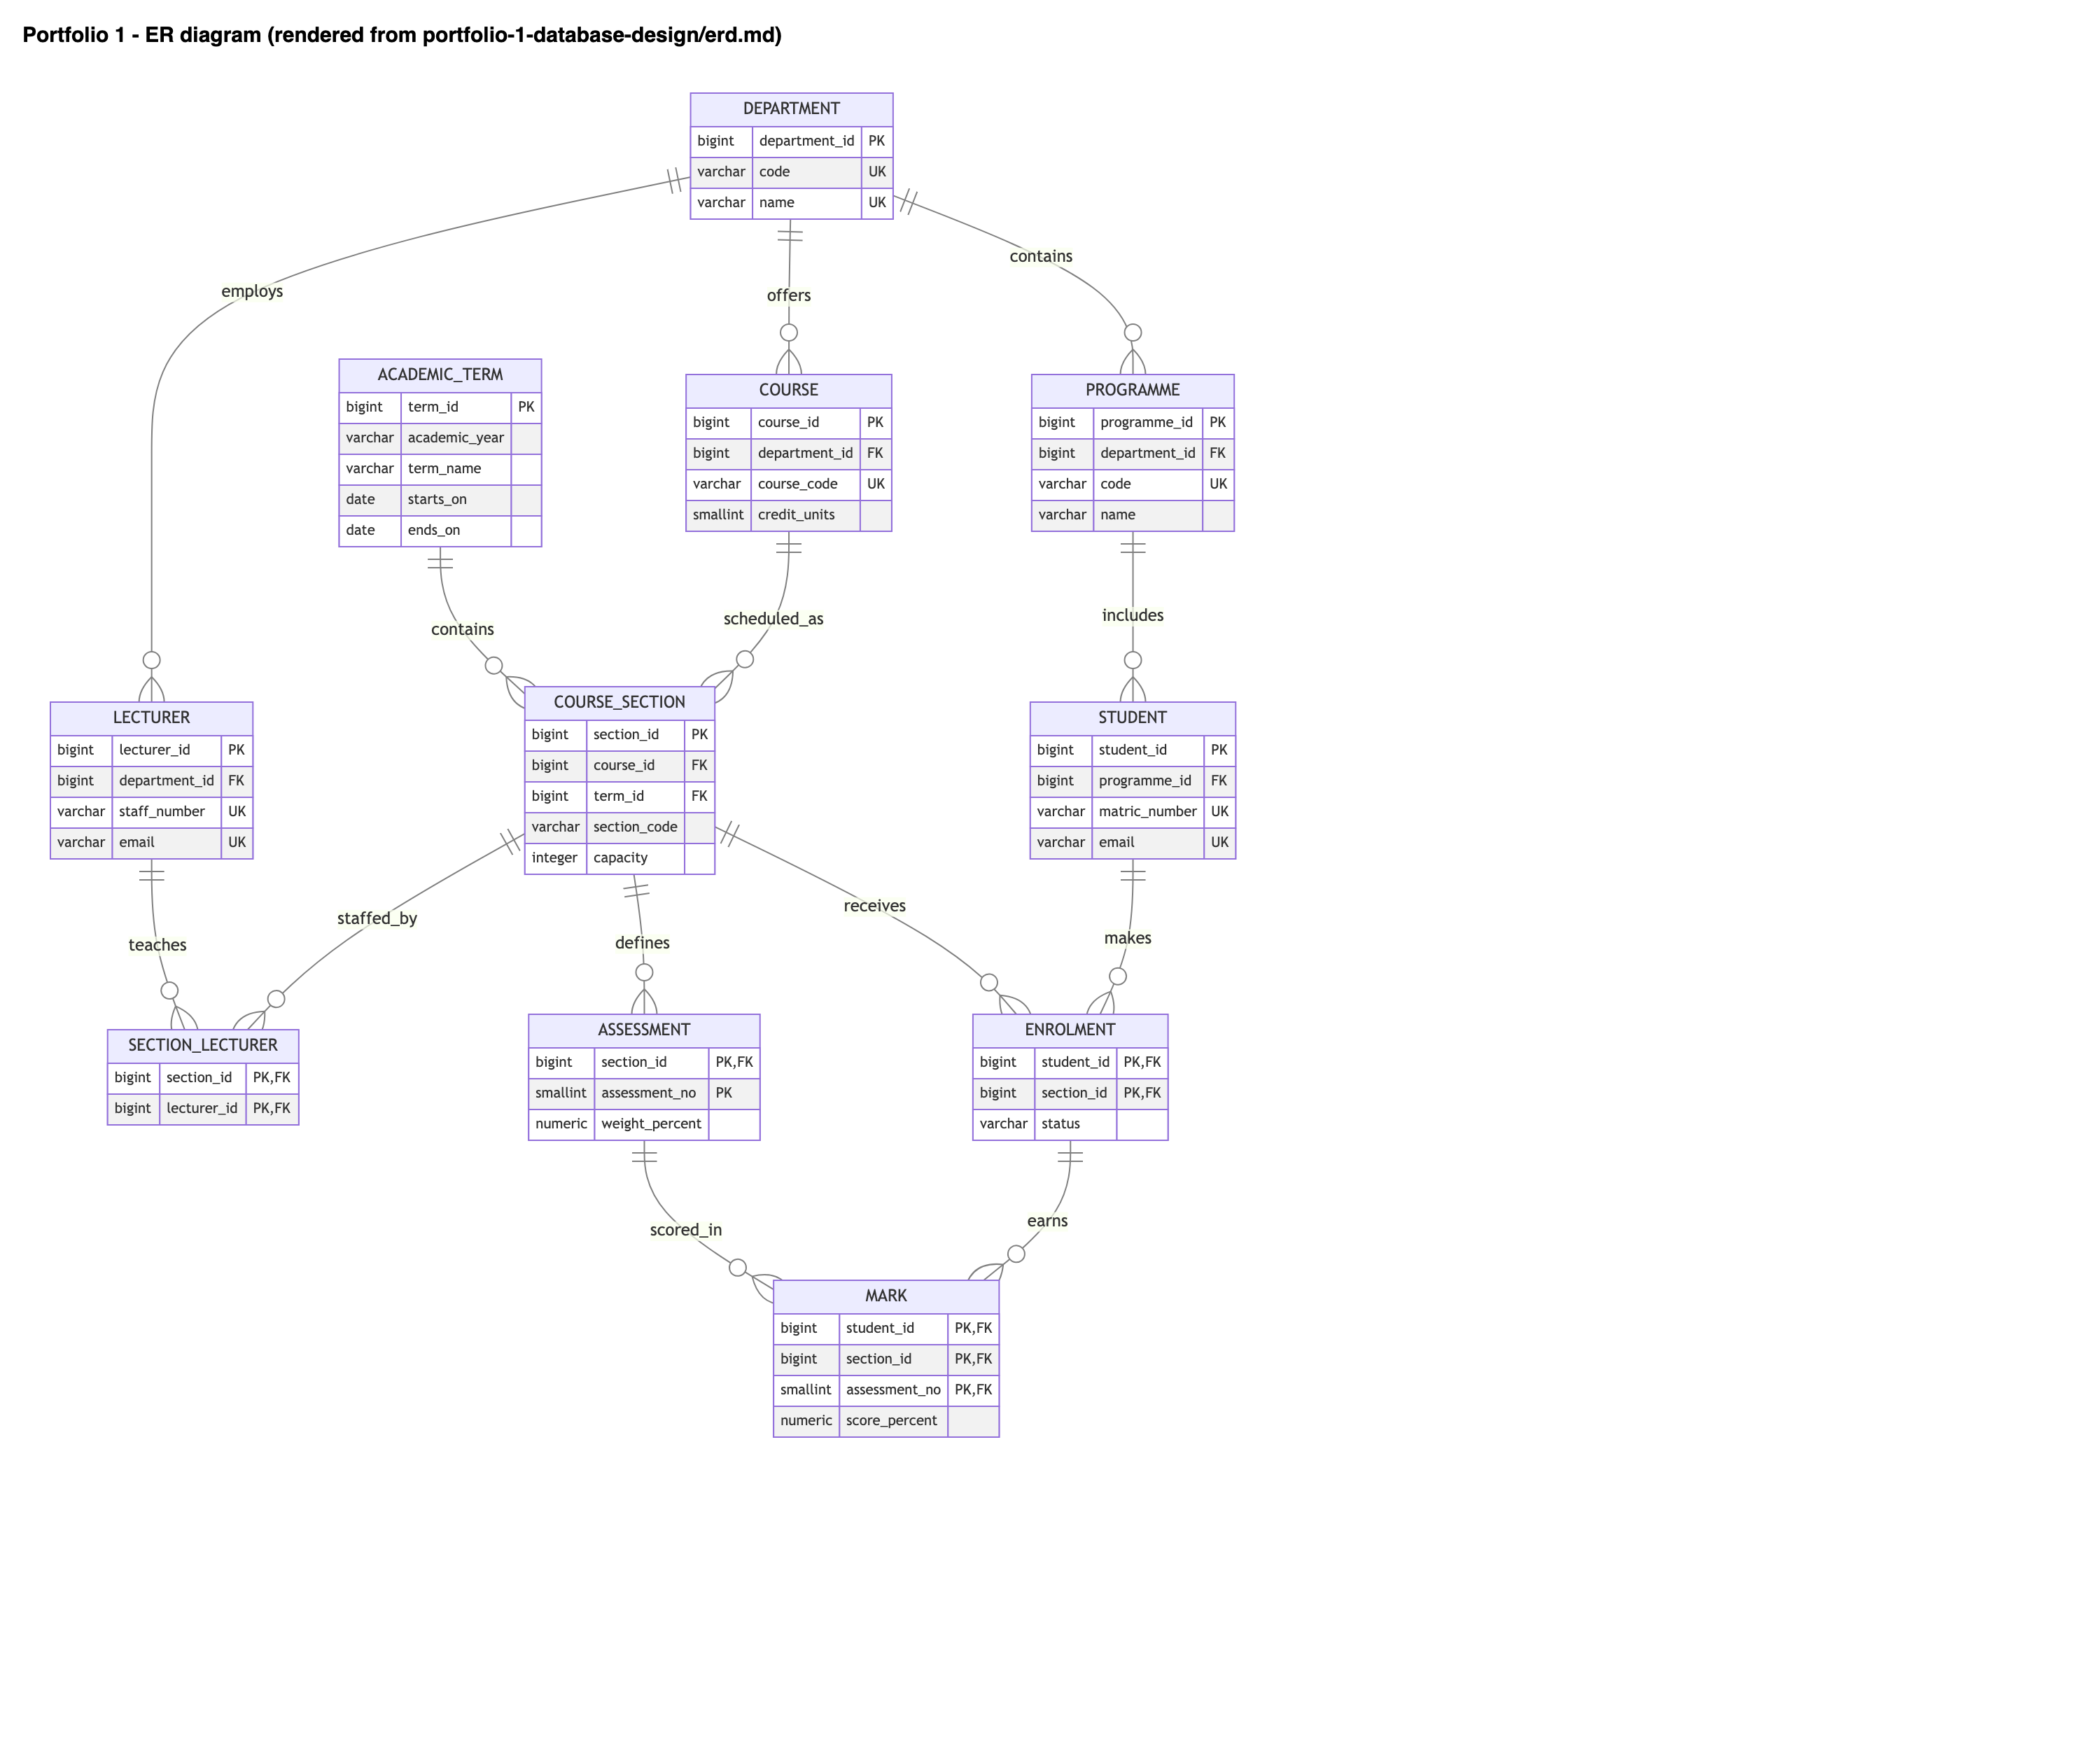 Portfolio 1 - ER diagram (rendered from portfolio-1-database-design/erd.md)
DEPARTMENT
bigint department_id PK
varchar code UK
varchar name UK
employs
offers
contains
ACADEMIC_TERM
bigint term_id PK
varchar academic_year
varchar term_name
date starts_on
date ends_on
COURSE
bigint course_id PK
bigint department_id FK
varchar course_code UK
smallint credit_units
PROGRAMME
bigint programme_id PK
bigint department_id FK
varchar code UK
varchar name
contains
scheduled_as
includes
LECTURER
bigint lecturer_id PK
bigint department_id FK
varchar staff_number UK
varchar email UK
COURSE_SECTION
bigint section_id PK
bigint course_id FK
bigint term_id FK
varchar section_code
integer capacity
STUDENT
bigint student_id PK
bigint programme_id FK
varchar matric_number UK
varchar email UK
teaches
staffed_by
defines
receives
makes
SECTION_LECTURER
bigint section_id PK,FK
bigint lecturer_id PK,FK
ASSESSMENT
bigint section_id PK,FK
smallint assessment_no PK
numeric weight_percent
ENROLMENT
bigint student_id PK,FK
bigint section_id PK,FK
varchar status
scored_in
earns
MARK
bigint student_id PK,FK
bigint section_id PK,FK
smallint assessment_no PK,FK
numeric score_percent